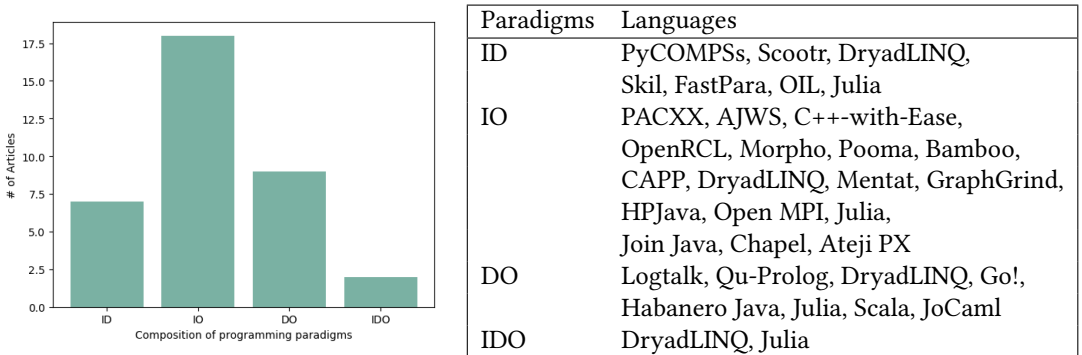 17.5
15.0
12.5
10.0
7.5
5.0
2.5
0.0
# of Articles
ID IO DO IDO
Composition of programming paradigms
Paradigms Languages
ID PyCOMPSs, Scootr, DryadLINQ,
Skil, FastPara, OIL, Julia
IO PACXX, AJWS, C++-with-Ease,
OpenRCL, Morpho, Pooma, Bamboo,
CAPP, DryadLINQ, Mentat, GraphGrind,
HPJava, Open MPI, Julia,
Join Java, Chapel, Ateji PX
DO Logtalk, Qu-Prolog, DryadLINQ, Go!,
Habanero Java, Julia, Scala, JoCaml
IDO DryadLINQ, Julia